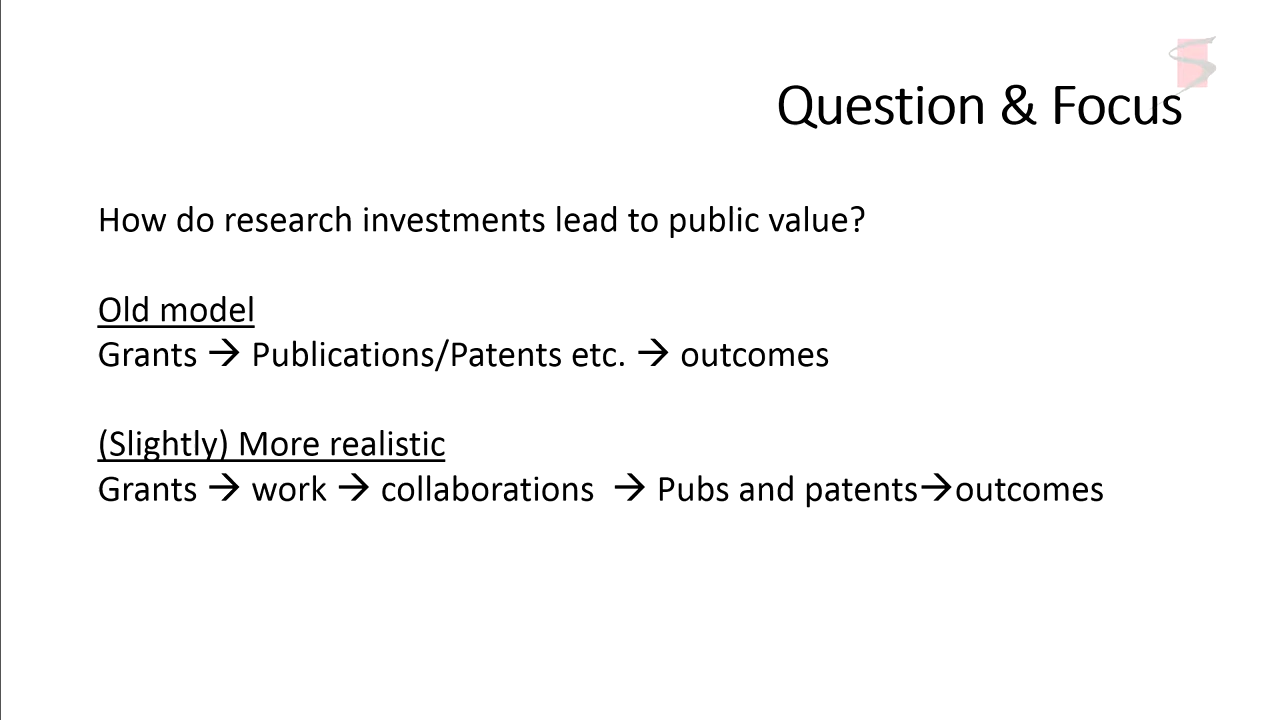 Question & Focus
How do research investments lead to public value?
Old model
Grants → Publications/Patents etc. → outcomes
(Slightly) More realistic
Grants → work → collaborations → Pubs and patents→outcomes